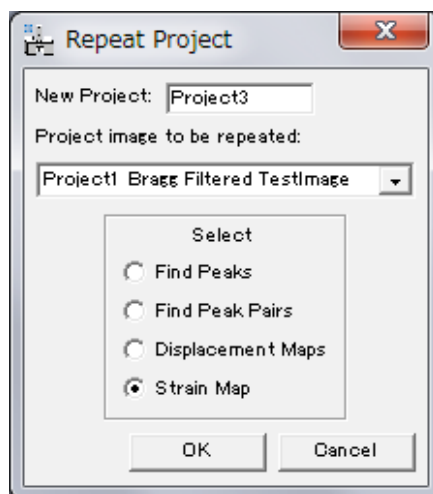 Repeat Project
New Project: Project3
Project image to be repeated:
Project1 Bragg Filtered TestImage
Select
Find Peaks
Find Peak Pairs
Displacement Maps
Strain Map
OK Cancel